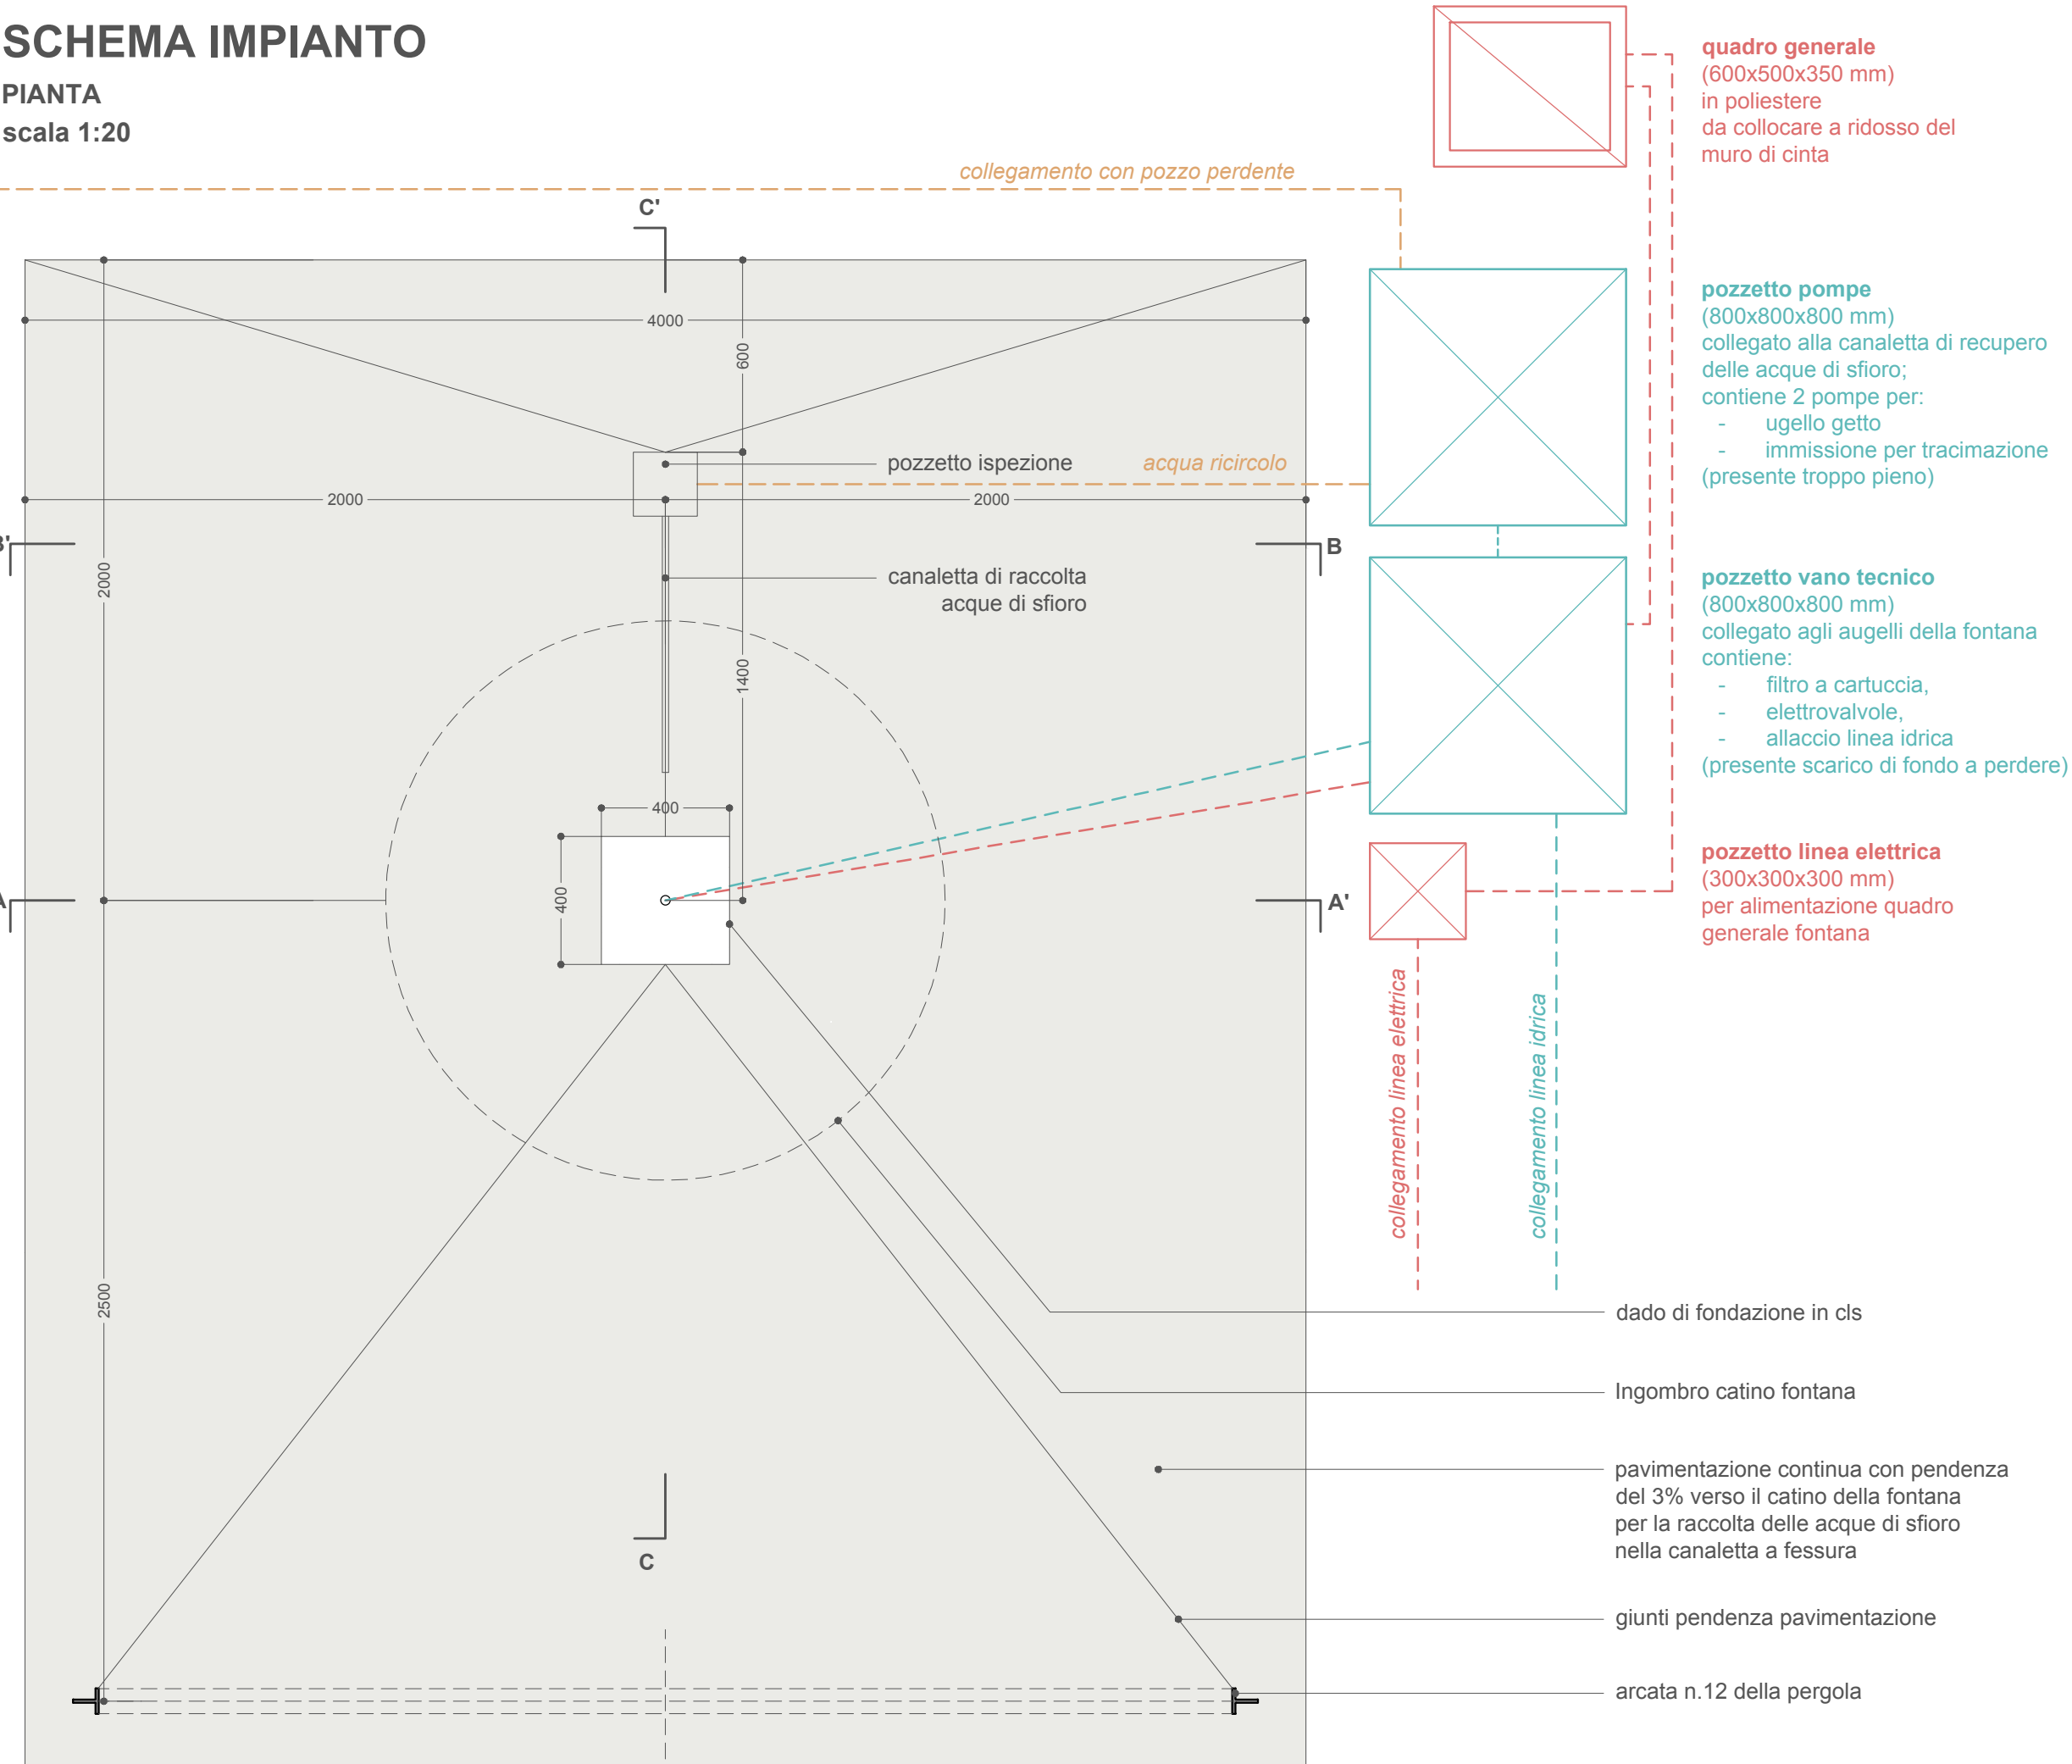 SCHEMA IMPIANTO
PIANTA
scala 1:20
quadro generale
(600x500x350 mm)
in poliestere
da collocare a ridosso del
muro di cinta
collegamento con pozzo perdente
C'
4000
600
pozzetto pompe
(800x800x800 mm)
collegato alla canaletta di recupero
delle acque di sfioro;
contiene 2 pompe per:
- ugello getto
- immissione per tracimazione
(presente troppo pieno)
pozzetto ispezione
acqua ricircolo
2000
2000
B'
B
2000
canaletta di raccolta
acque di sfioro
1400
pozzetto vano tecnico
(800x800x800 mm)
collegato agli augelli della fontana
contiene:
- filtro a cartuccia,
- elettrovalvole,
- allaccio linea idrica
(presente scarico di fondo a perdere)
400
400
A
A'
pozzetto linea elettrica
(300x300x300 mm)
per alimentazione quadro
generale fontana
collegamento linea elettrica
collegamento linea idrica
2500
dado di fondazione in cls
Ingombro catino fontana
pavimentazione continua con pendenza
del 3% verso il catino della fontana
per la raccolta delle acque di sfioro
nella canaletta a fessura
C
giunti pendenza pavimentazione
arcata n.12 della pergola